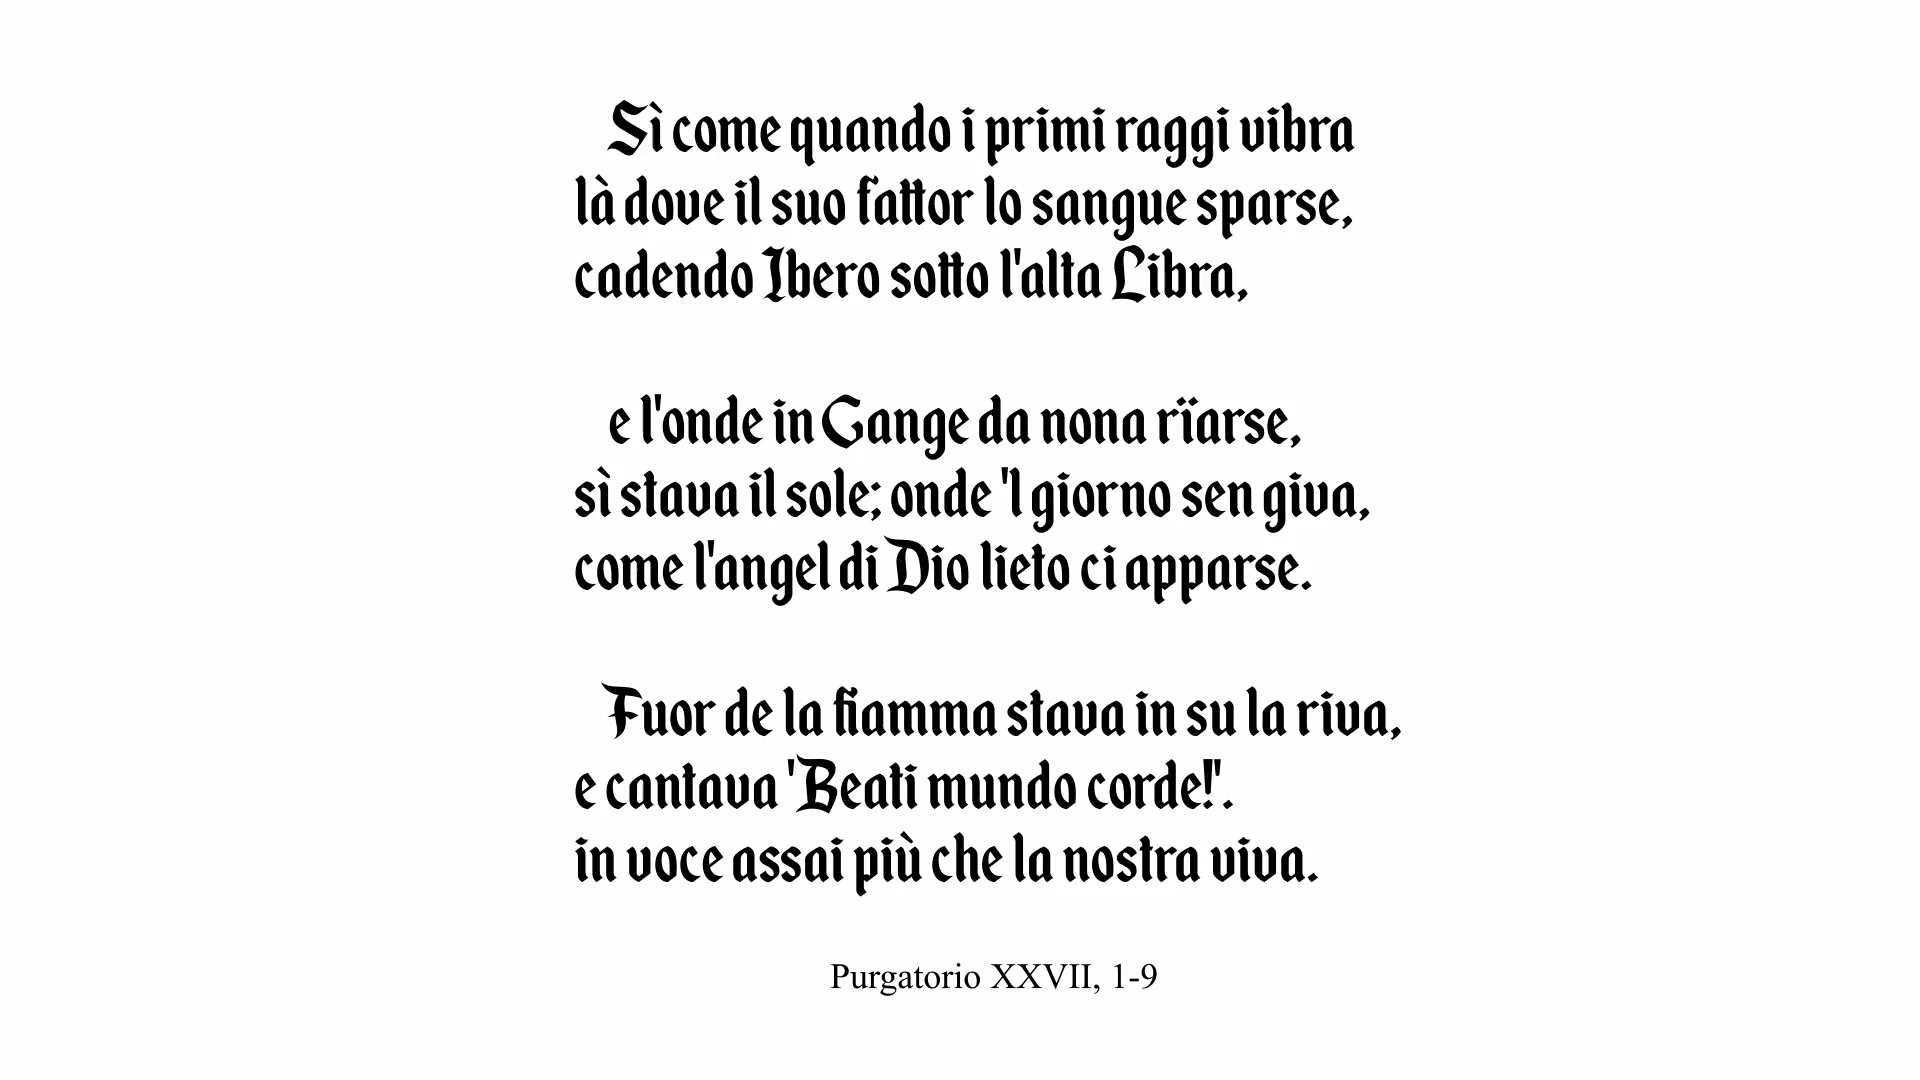 Sì come quando i primi raggi vibra
là dove il suo fattor lo sangue sparse,
cadendo Ibero sotto l'alta Libra,
e l'onde in Gange da nona rïarse,
sì stava il sole; onde 'l giorno sen giva,
come l'angel di Dio lieto ci apparse.
Fuor de la fiamma stava in su la riva,
e cantava 'Beati mundo corde!'.
in voce assai più che la nostra viva.
Purgatorio XXVII, 1-9